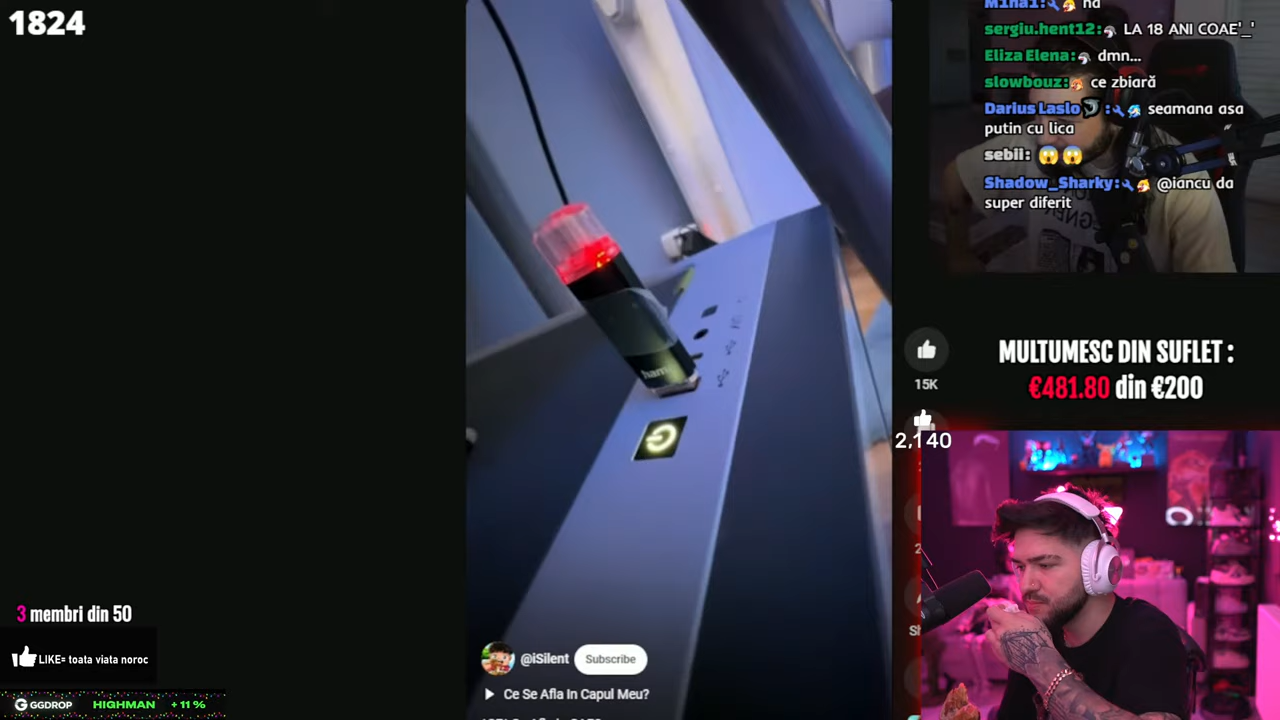 1824
M1ha1: na
sergiu.hent12: LA 18 ANI COAE'_'
Eliza Elena: dmn...
slowbouz: ce zbiară
Darius Laslo : seamana asa
putin cu lica
sebii:
Shadow_Sharky: @iancu da
super diferit
15K
MULTUMESC DIN SUFLET :
€481.80 din €200
2,140
hama
3 membri din 50
LIKE= toata viata noroc
GGDROP HIGHMAN +11 %
@iSilent Subscribe
Ce Se Afla In Capul Meu?